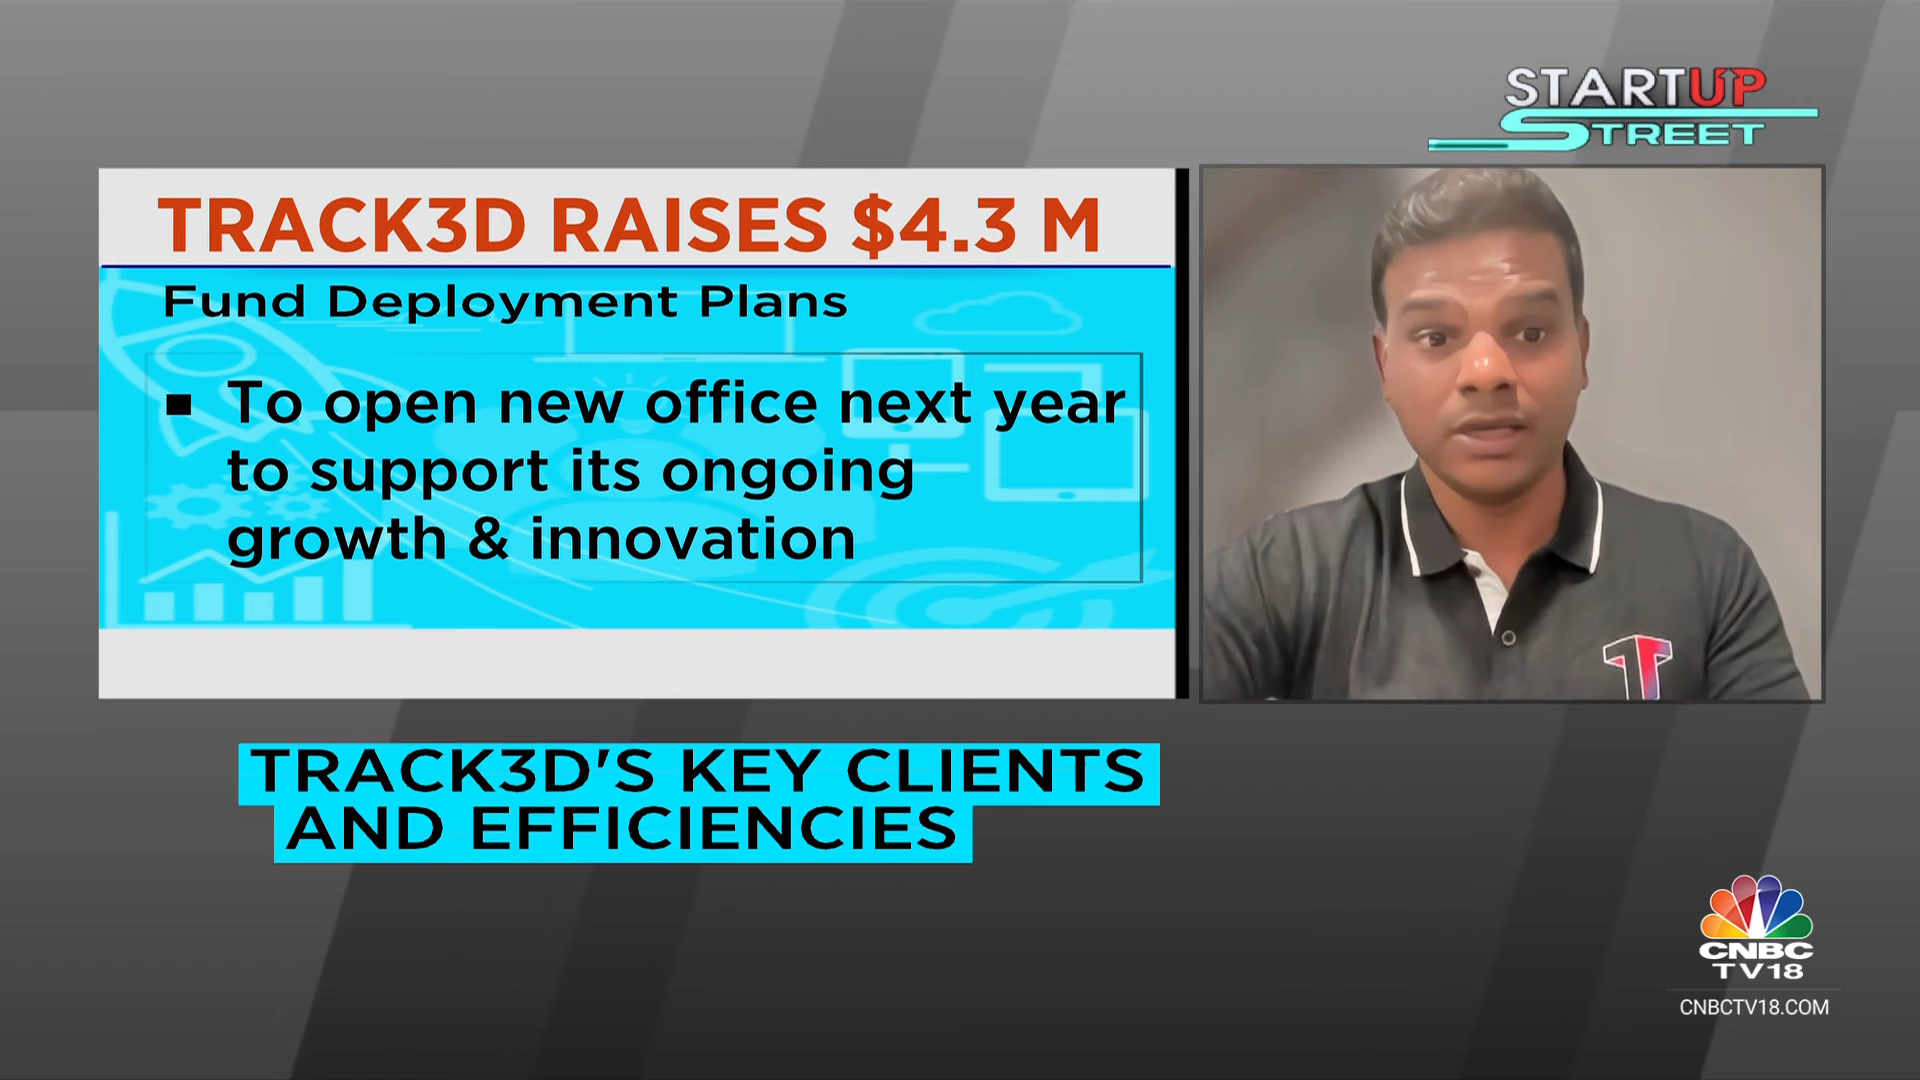 STARTUP
STREET
TRACK3D RAISES $4.3 M
Fund Deployment Plans
▪ To open new office next year
to support its ongoing
growth & innovation
T
TRACK3D'S KEY CLIENTS
AND EFFICIENCIES
CNBC
TV18
CNBCTV18.COM